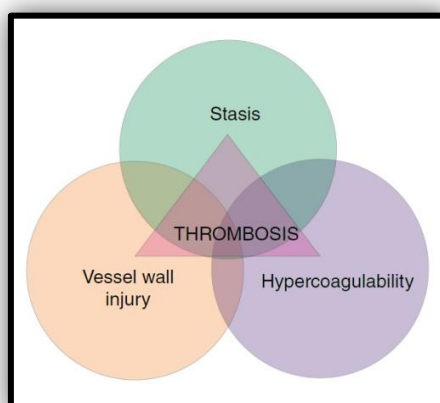 Stasis
THROMBOSIS
Vessel wall
injury
Hypercoagulability